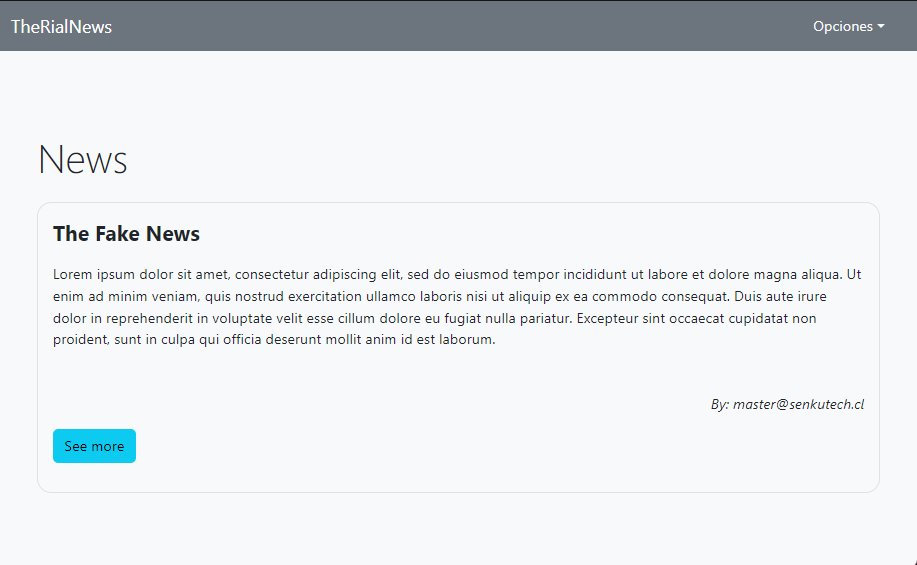 TheRialNews
Opciones
News
The Fake News
Lorem ipsum dolor sit amet, consectetur adipiscing elit, sed do eiusmod tempor incididunt ut labore et dolore magna aliqua. Ut
enim ad minim veniam, quis nostrud exercitation ullamco laboris nisi ut aliquip ex ea commodo consequat. Duis aute irure
dolor in reprehenderit in voluptate velit esse cillum dolore eu fugiat nulla pariatur. Excepteur sint occaecat cupidatat non
proident, sunt in culpa qui officia deserunt mollit anim id est laborum.
By: master@senkutech.cl
See more